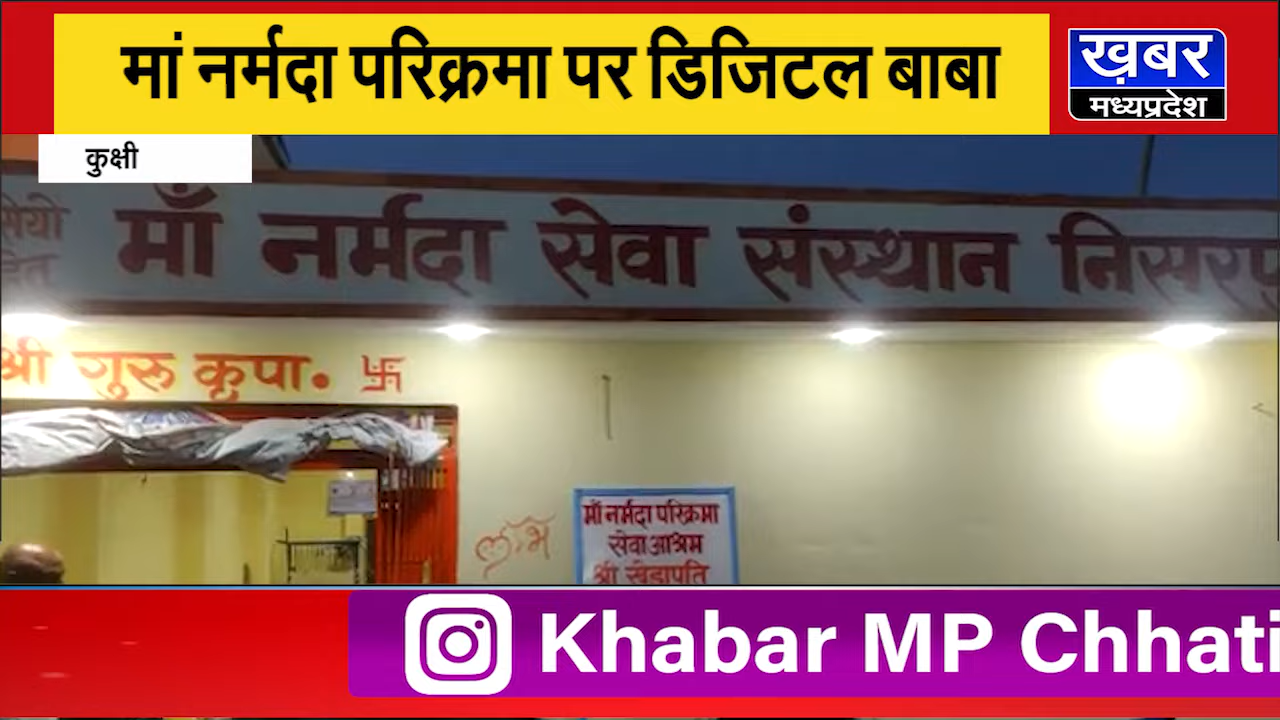 मां नर्मदा परिक्रमा पर डिजिटल बाबा
ख़बर
मध्यप्रदेश
कुक्षी
माँ नर्मदा सेवा संस्थान
श्री गुरु कृपा.
लाभ
माँ नर्मदा परिक्रमा
सेवा आश्रम
श्री खेडापति
Khabar MP Chhati